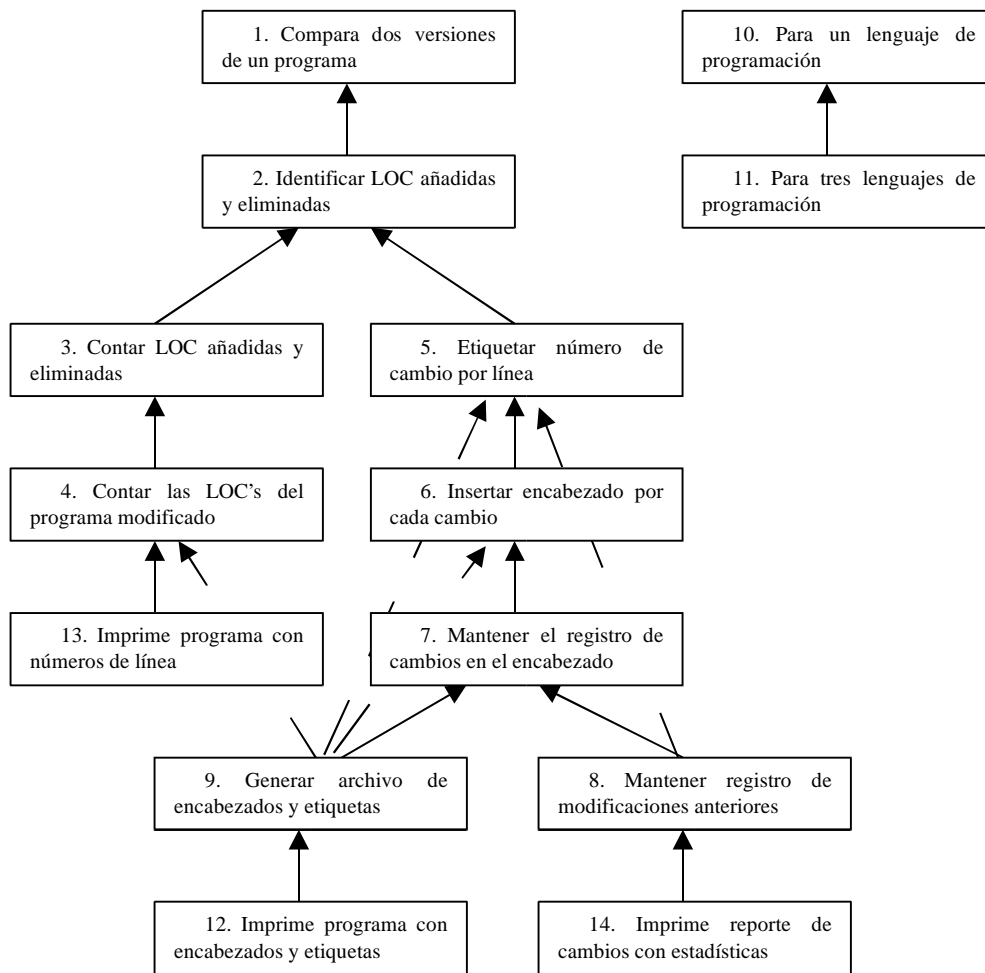 1. Compara dos versiones
de un programa
10. Para un lenguaje de
programación
2. Identificar LOC añadidas
y eliminadas
11. Para tres lenguajes de
programación
3. Contar LOC añadidas y
eliminadas
5. Etiquetar número de
cambio por línea
4. Contar las LOC's del
programa modificado
6. Insertar encabezado por
cada cambio
13. Imprime programa con
números de línea
7. Mantener el registro de
cambios en el encabezado
9. Generar archivo de
encabezados y etiquetas
8. Mantener registro de
modificaciones anteriores
12. Imprime programa con
encabezados y etiquetas
14. Imprime reporte de
cambios con estadísticas